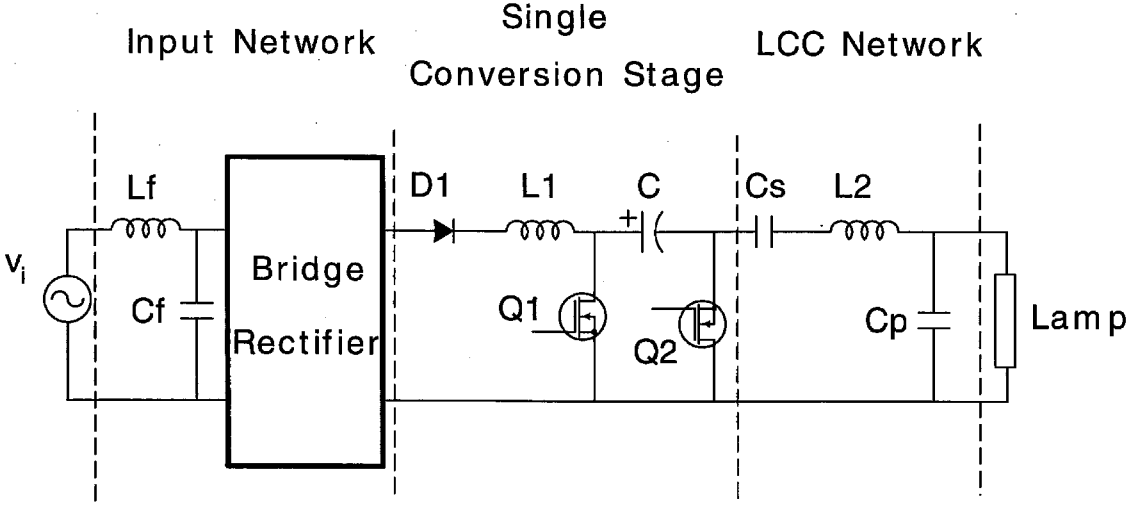 Input Network
Single
Conversion Stage
LCC Network
Lf
D1
L1
C
Cs
L2
+
vi
Cf
Bridge
Rectifier
Q1
Q2
Cp
Lamp